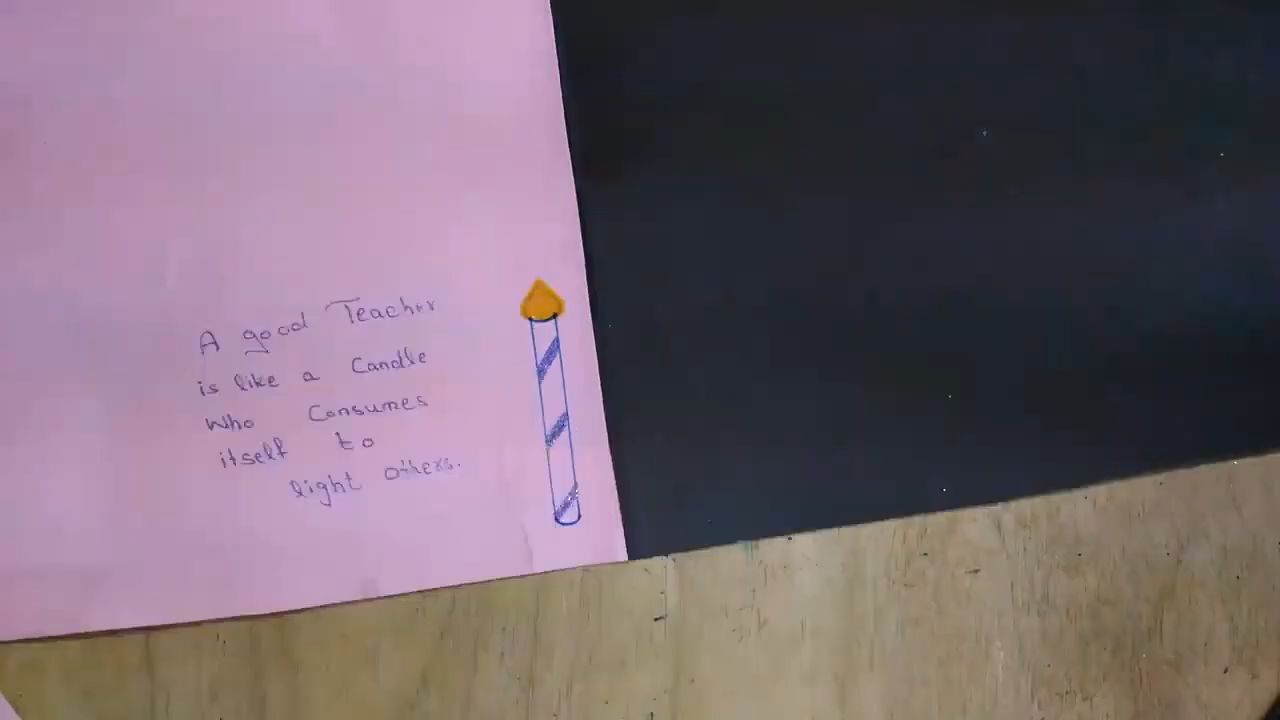 A good Teacher
is like a Candle
Who Consumes
itself to
light others.